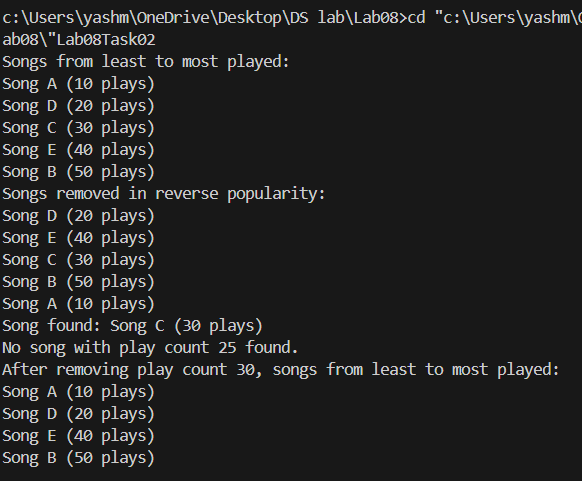 c:\Users\yashm\OneDrive\Desktop\DS lab\Lab08>cd "c:\Users\yashm\
ab08\"Lab08Task02
Songs from least to most played:
Song A (10 plays)
Song D (20 plays)
Song C (30 plays)
Song E (40 plays)
Song B (50 plays)
Songs removed in reverse popularity:
Song D (20 plays)
Song E (40 plays)
Song C (30 plays)
Song B (50 plays)
Song A (10 plays)
Song found: Song C (30 plays)
No song with play count 25 found.
After removing play count 30, songs from least to most played:
Song A (10 plays)
Song D (20 plays)
Song E (40 plays)
Song B (50 plays)